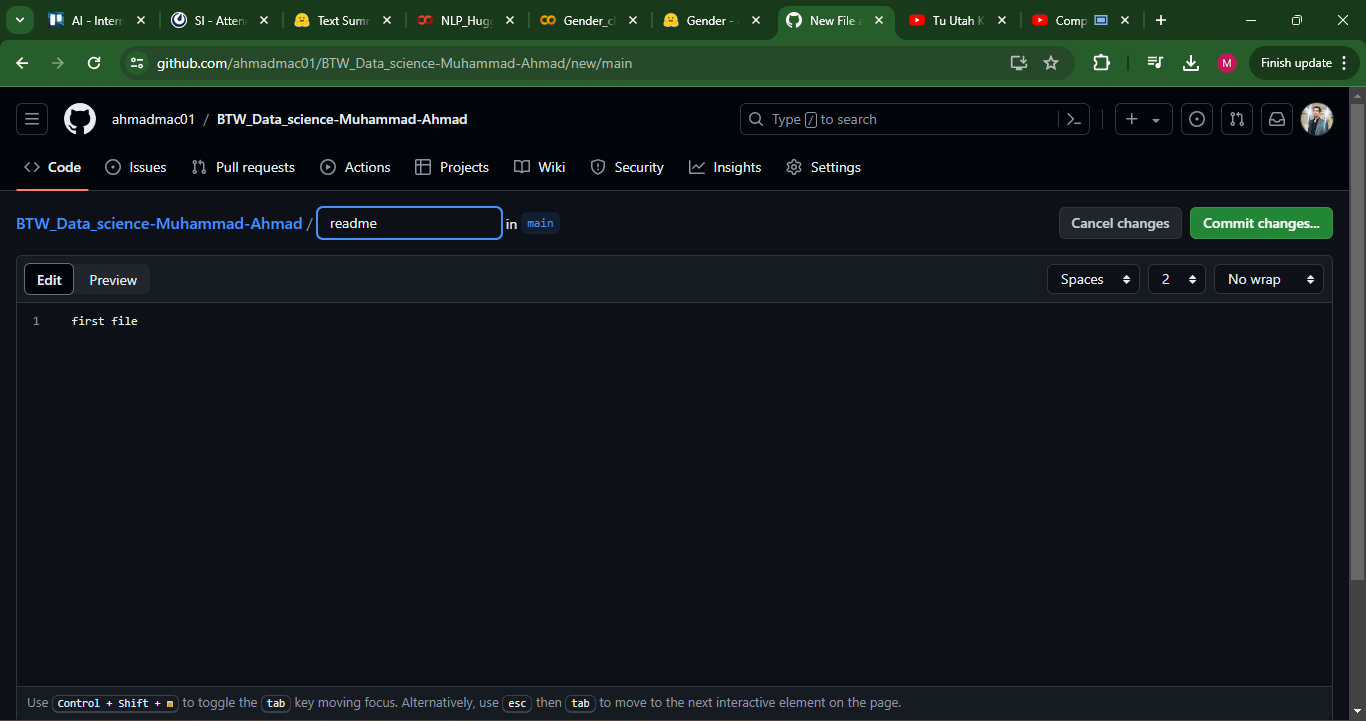 AI - Intern
SI - Atten
Text Sum
NLP_Hug
Gender_c
Gender -
New File
Tu Utah K
Comp
github.com/ahmadmac01/BTW_Data_science-Muhammad-Ahmad/new/main
M
Finish update
ahmadmac01 / BTW_Data_science-Muhammad-Ahmad
Type / to search
Code
Issues
Pull requests
Actions
Projects
Wiki
Security
Insights
Settings
BTW_Data_science-Muhammad-Ahmad / readme in main
Cancel changes
Commit changes...
Edit
Preview
Spaces
2
No wrap
1 first file
Use Control + Shift + m to toggle the tab key moving focus. Alternatively, use esc then tab to move to the next interactive element on the page.